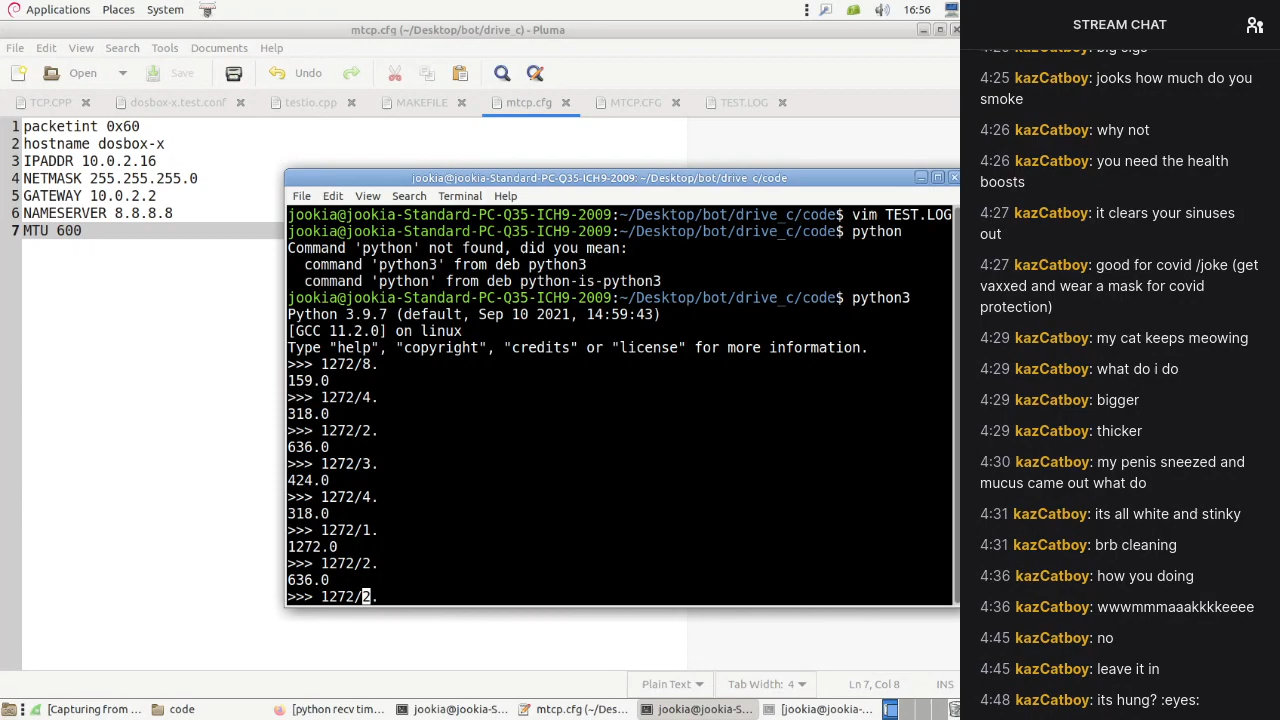 Applications Places System 16:56
mtcp.cfg (~/Desktop/bot/drive_c) - Pluma
File Edit View Search Tools Documents Help
Open Save Undo
TCP.CPP dosbox-x.test.conf testio.cpp MAKEFILE mtcp.cfg MTCP.CFG TEST.LOG
1 packetint 0x60
2 hostname dosbox-x
3 IPADDR 10.0.2.16
4 NETMASK 255.255.255.0
5 GATEWAY 10.0.2.2
6 NAMESERVER 8.8.8.8
7 MTU 600
jookia@jookia-Standard-PC-Q35-ICH9-2009: ~/Desktop/bot/drive_c/code
File Edit View Search Terminal Help
jookia@jookia-Standard-PC-Q35-ICH9-2009:~/Desktop/bot/drive_c/code$ vim TEST.LOG
jookia@jookia-Standard-PC-Q35-ICH9-2009:~/Desktop/bot/drive_c/code$ python
Command 'python' not found, did you mean:
command 'python3' from deb python3
command 'python' from deb python-is-python3
jookia@jookia-Standard-PC-Q35-ICH9-2009:~/Desktop/bot/drive_c/code$ python3
Python 3.9.7 (default, Sep 10 2021, 14:59:43)
[GCC 11.2.0] on linux
Type "help", "copyright", "credits" or "license" for more information.
>>> 1272/8.
159.0
>>> 1272/4.
318.0
>>> 1272/2.
636.0
>>> 1272/3.
424.0
>>> 1272/4.
318.0
>>> 1272/1.
1272.0
>>> 1272/2.
636.0
>>> 1272/2.
Plain Text Tab Width: 4 Ln 7, Col 8 INS
[Capturing from ... code [python - tim... jookia@jookia-S... mtcp.cfg (~/Des... jookia@jookia-S... [jookia@jookia-...
STREAM CHAT
4:25 kazCatboy: jooks how much do you
smoke
4:26 kazCatboy: why not
4:26 kazCatboy: you need the health
boosts
4:27 kazCatboy: it clears your sinuses
out
4:27 kazCatboy: good for covid /joke (get
vaxxed and wear a mask for covid
protection)
4:29 kazCatboy: my cat keeps meowing
4:29 kazCatboy: what do i do
4:29 kazCatboy: bigger
4:29 kazCatboy: thicker
4:30 kazCatboy: my penis sneezed and
mucus came out what do
4:31 kazCatboy: its all white and stinky
4:31 kazCatboy: brb cleaning
4:36 kazCatboy: how you doing
4:36 kazCatboy: wwwmmmaaakkkkeeee
4:45 kazCatboy: no
4:45 kazCatboy: leave it in
4:48 kazCatboy: its hung? :eyes: